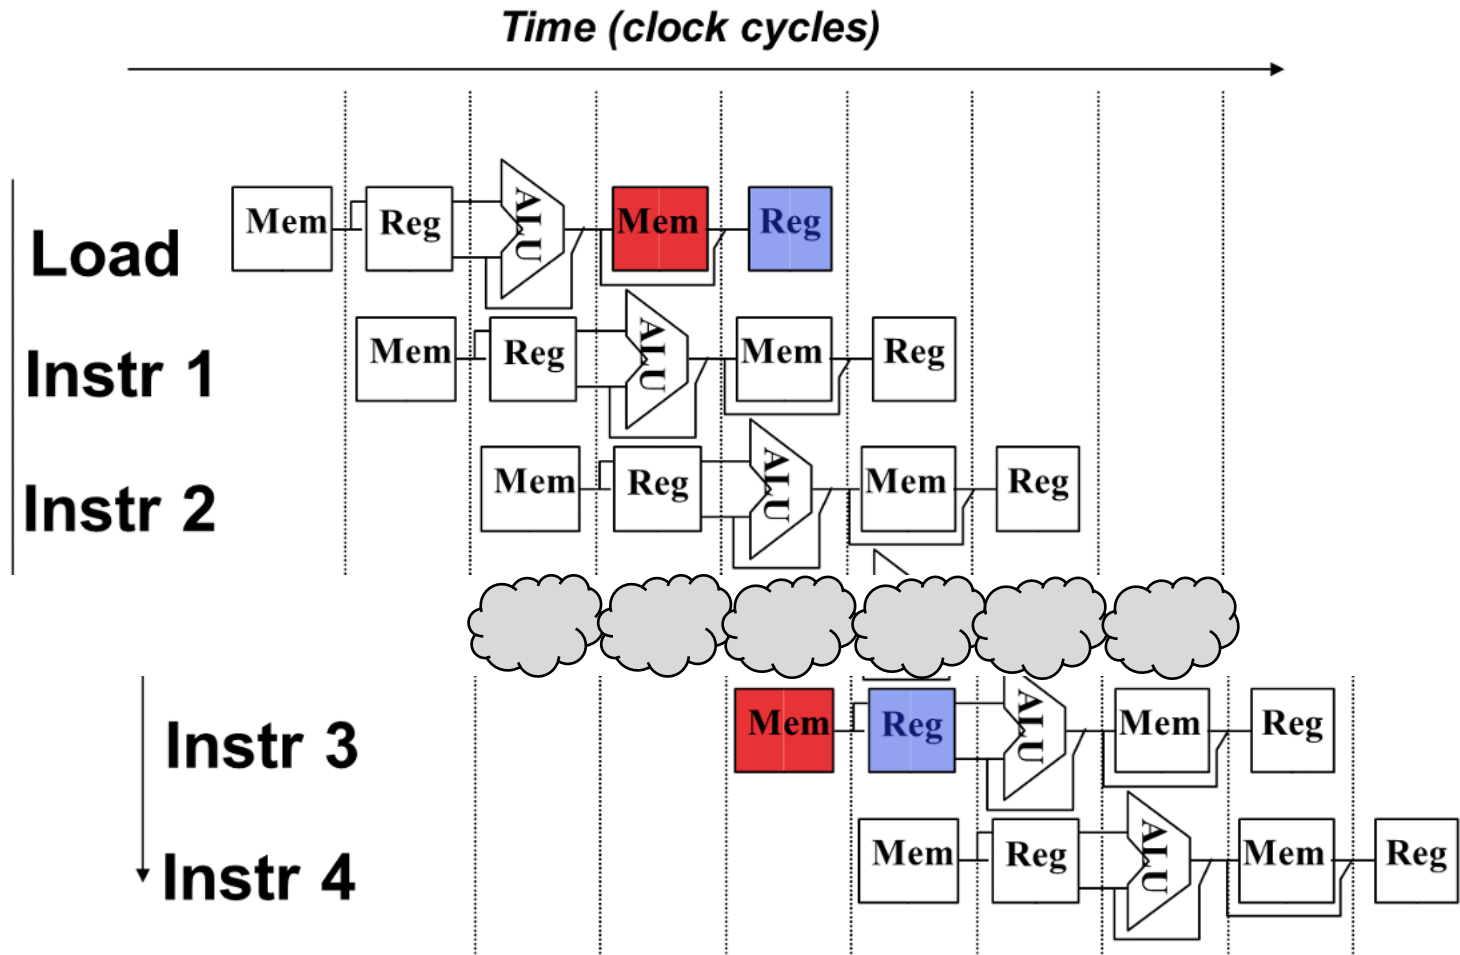 Time (clock cycles)
Load Mem Reg ALU Mem Reg
Instr 1 Mem Reg ALU Mem Reg
Instr 2 Mem Reg ALU Mem Reg
Instr 3 Mem Reg ALU Mem Reg
Instr 4 Mem Reg ALU Mem Reg